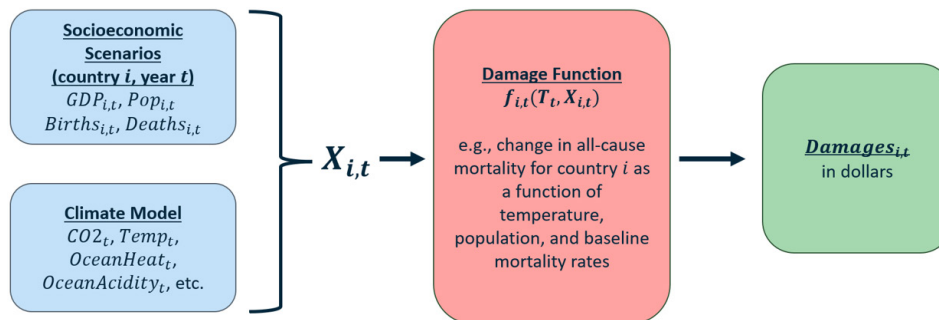 Socioeconomic
Scenarios
(country i, year t)
GDP_{i,t}, Pop_{i,t}
Births_{i,t}, Deaths_{i,t}
Climate Model
CO2_t, Temp_t,
OceanHeat_t,
OceanAcidity_t, etc.
X_{i,t}
Damage Function
f_{i,t}(T_t, X_{i,t})
e.g., change in all-cause
mortality for country i as
a function of
temperature,
population, and baseline
mortality rates
Damages_{i,t}
in dollars